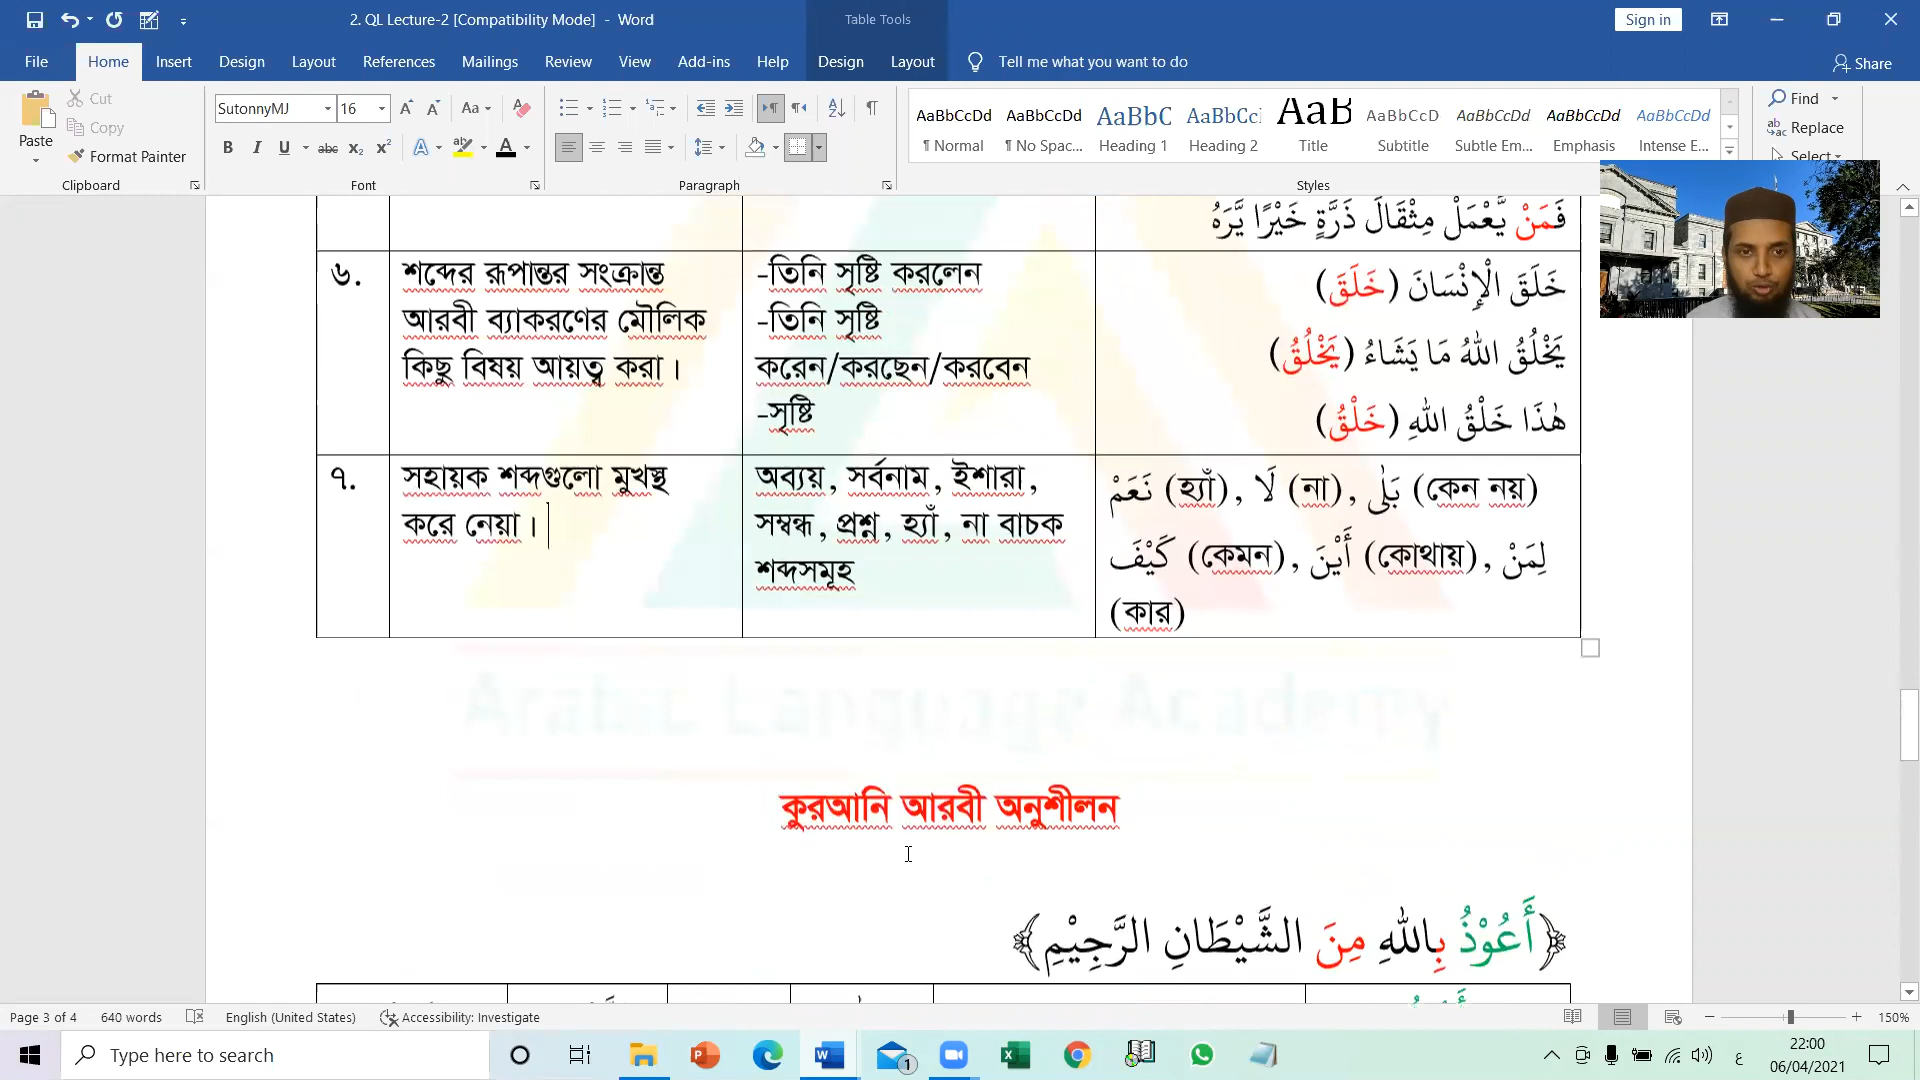 2. QL Lecture-2 [Compatibility Mode] - Word
Table Tools
Sign in
File Home Insert Design Layout References Mailings Review View Add-ins Help Design Layout Tell me what you want to do Share
Paste
Cut
Copy
Format Painter
Clipboard
SutonnyMJ 16
Font
Paragraph
AaBbCcDd AaBbCcDd AaBbC AaBbCc AaB AaBbCcD AaBbCcDd AaBbCcDd AaBbCcDd
¶ Normal ¶ No Spac... Heading 1 Heading 2 Title Subtitle Subtle Em... Emphasis Intense E...
Styles
Find
Replace
Select
فَمَنْ يَّعْمَلْ مِثْقَالَ ذَرَّةٍ خَيْرًا يَّرَهُ
৬.
শব্দের রূপান্তর সংক্রান্ত
আরবী ব্যাকরণের মৌলিক
কিছু বিষয় আয়ত্ত্ব করা।
-তিনি সৃষ্টি করলেন
-তিনি সৃষ্টি
করেন/করছেন/করবেন
-সৃষ্টি
خَلَقَ الْإِنْسَانَ (خَلَقَ)
يَخْلُقُ اللهُ مَا يَشَاءُ (يَخْلُقُ)
هٰذَا خَلْقُ اللهِ (خَلْقُ)
৭.
সহায়ক শব্দগুলো মুখস্থ
করে নেয়া।
অব্যয়, সর্বনাম, ইশারা,
সম্বন্ধ, প্রশ্ন, হ্যাঁ, না বাচক
শব্দসমূহ
نَعَمْ (হ্যাঁ), لَا (না), بَلٰى (কেন নয়)
كَيْفَ (কেমন), أَيْنَ (কোথায়), لِمَنْ
(কার)
Arabic Language Academy
কুরআনি আরবী অনুশীলন
﴿أَعُوْذُ بِاللهِ مِنَ الشَّيْطَانِ الرَّجِيْمِ﴾
Page 3 of 4 640 words English (United States) Accessibility: Investigate 150%
Type here to search
1
22:00
06/04/2021